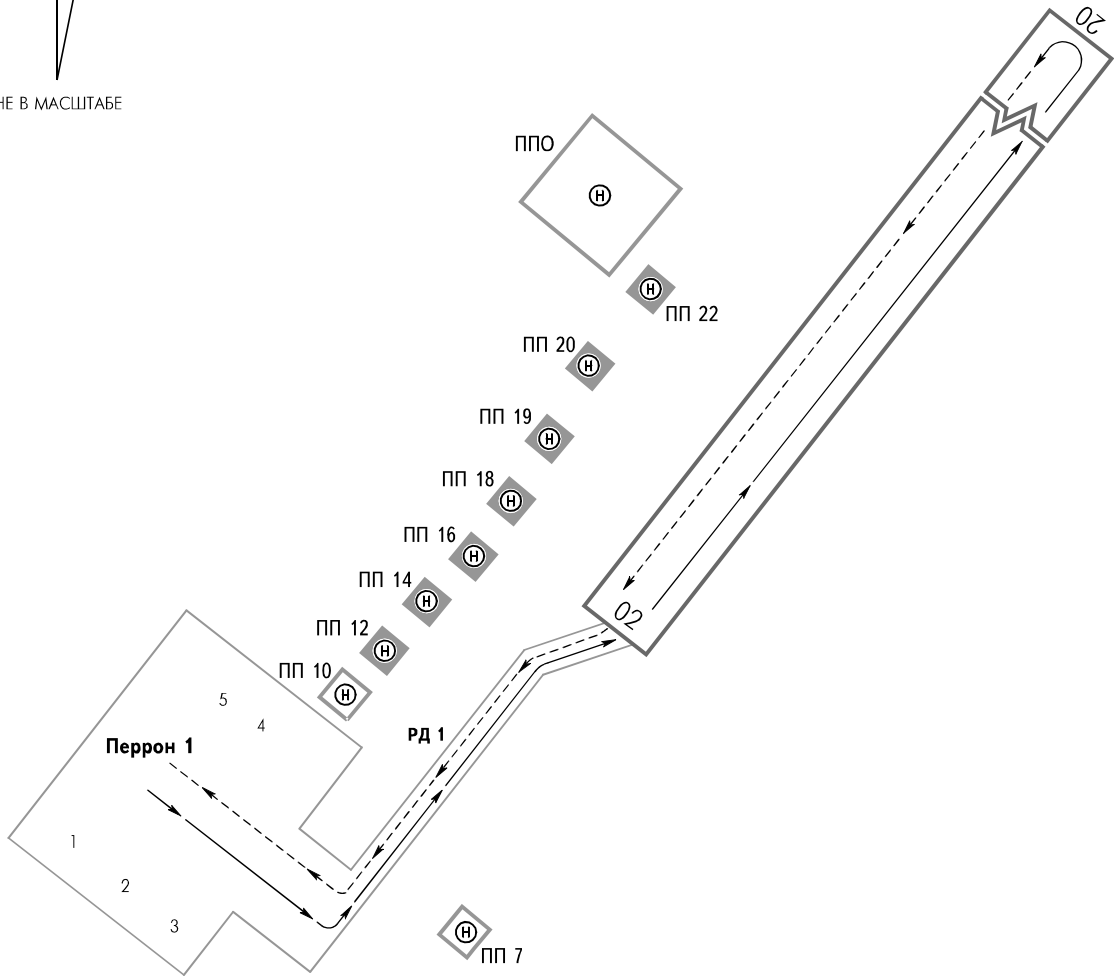 20
НЕ В МАСШТАБЕ
ППО
H
H
ПП 22
ПП 20
H
ПП 19
H
ПП 18
H
ПП 16
H
ПП 14
H
02
ПП 12
H
ПП 10
H
5
4
РД 1
Перрон 1
1
2
3
H
ПП 7